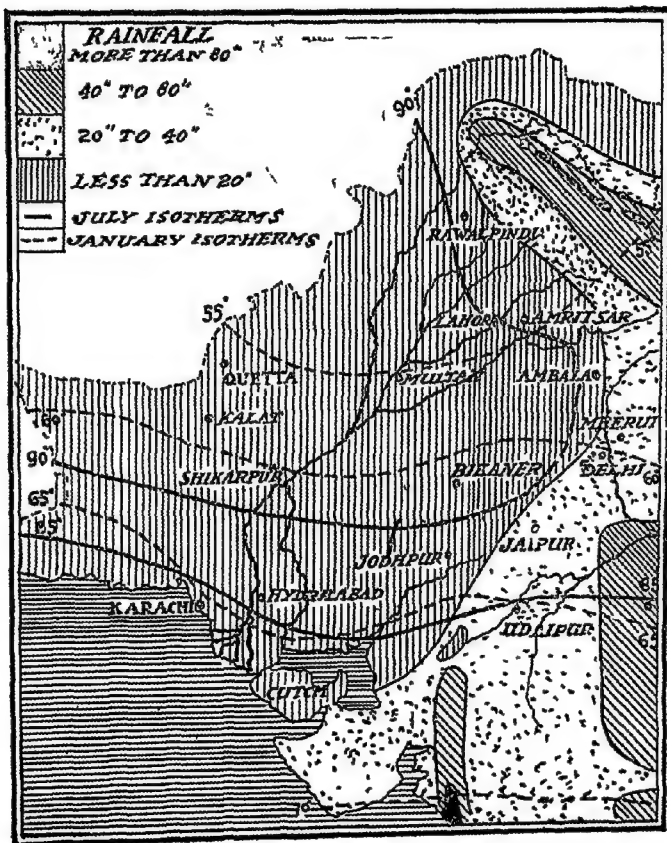 RAINFALL
MORE THAN 80"
40" TO 80"
20" TO 40"
LESS THAN 20"
JULY ISOTHERMS
JANUARY ISOTHERMS
90°
RAWALPINDI
55°
LAHORE
AMRITSAR
QUETTA
MULTAN
AMBALA
KALAT
MEERUT
90°
SHIKARPUR
BIKANER
DELHI
60
65°
85°
JODHPUR
JAIPUR
KARACHI
HYDERABAD
UDAIPUR
65
CUTCH